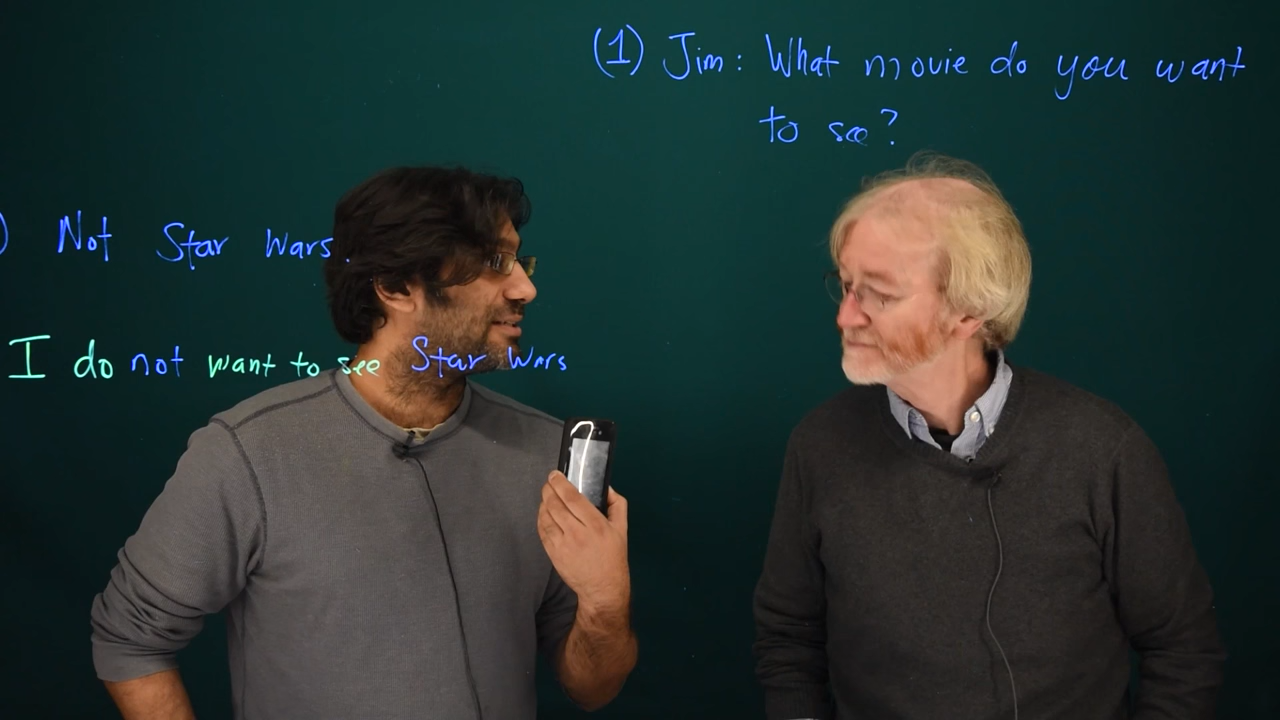 (1) Jim: What movie do you want
to see?
) Not Star Wars.
I do not want to see Star Wars